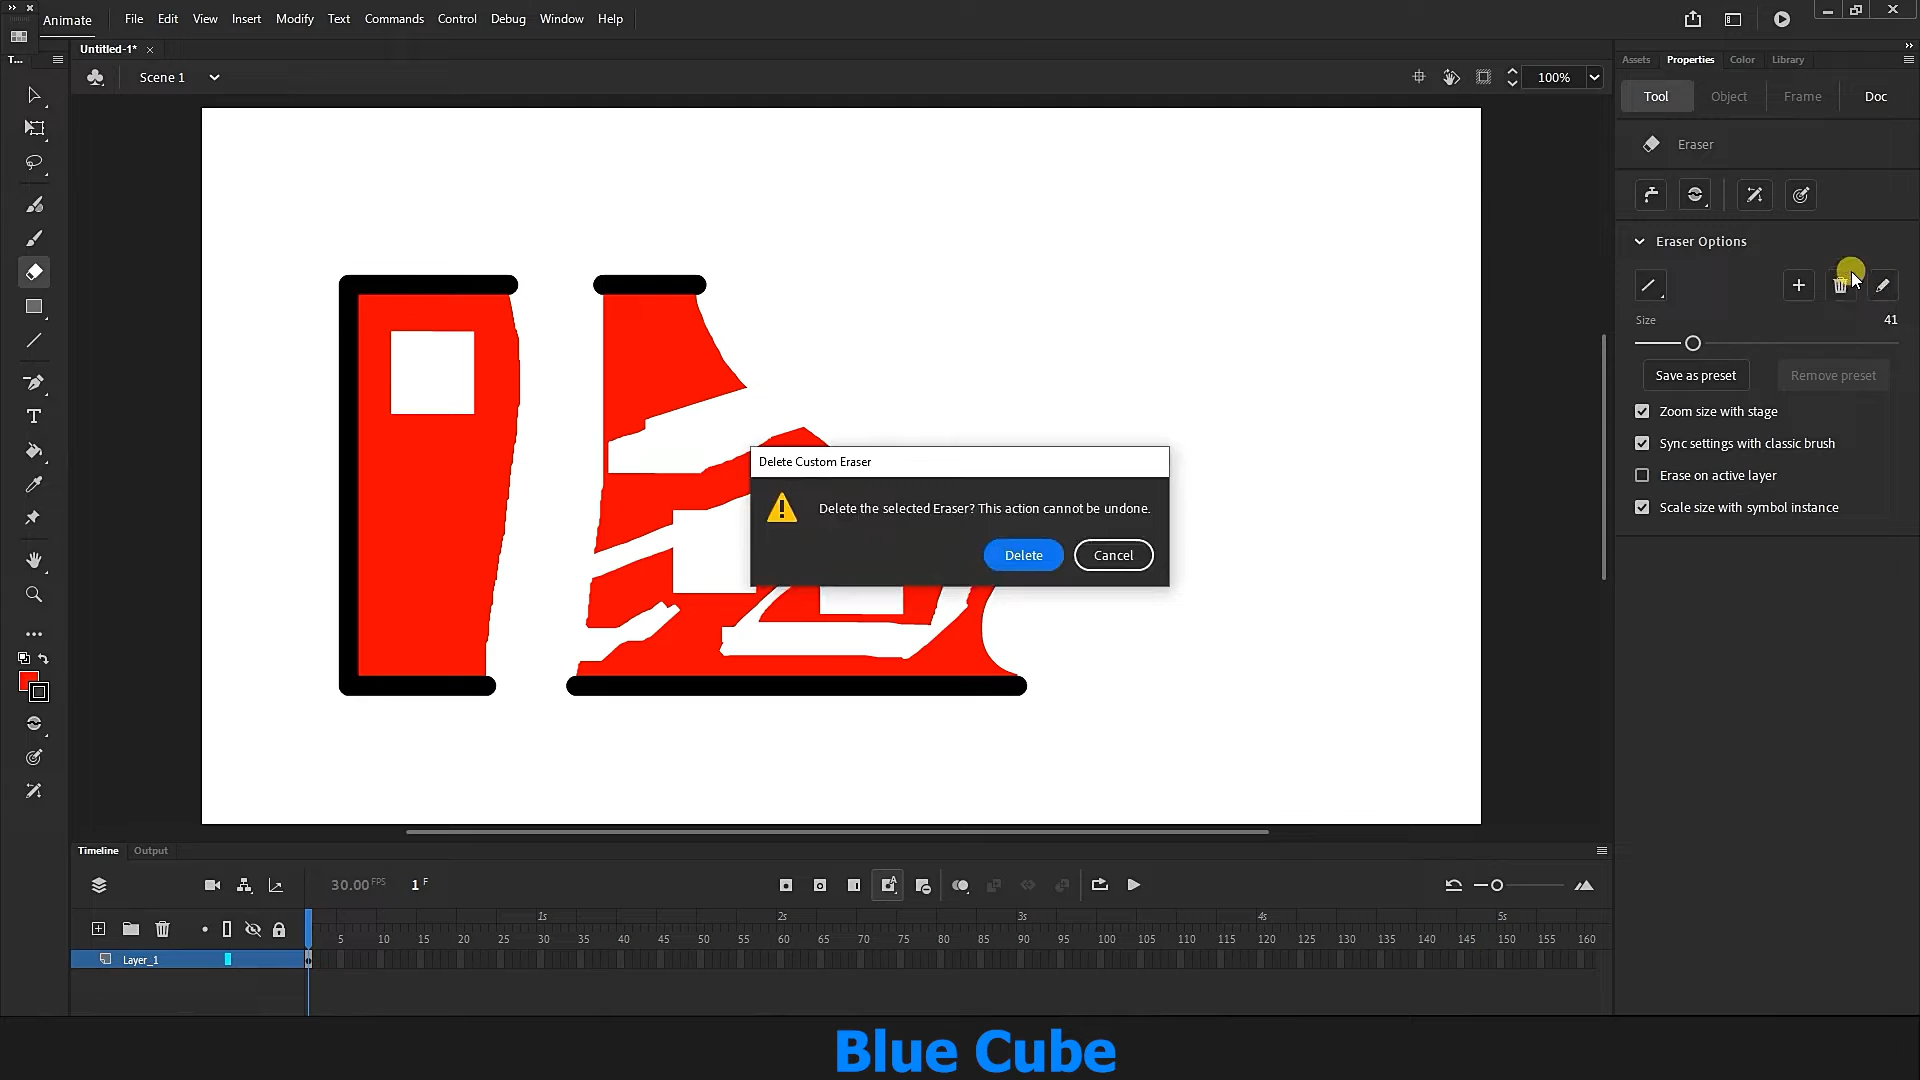 Animate File Edit View Insert Modify Text Commands Control Debug Window Help
Untitled-1*
T...
Assets Properties Color Library
Scene 1
100%
Tool Object Frame Doc
Eraser
Eraser Options
Size 41
Save as preset Remove preset
Zoom size with stage
Sync settings with classic brush
Erase on active layer
Scale size with symbol instance
Delete Custom Eraser
Delete the selected Eraser? This action cannot be undone.
Delete Cancel
Timeline Output
30.00 FPS 1 F
1s 2s 3s 4s 5s
5 10 15 20 25 30 35 40 45 50 55 60 65 70 75 80 85 90 95 100 105 110 115 120 125 130 135 140 145 150 155 160
Layer_1
Blue Cube